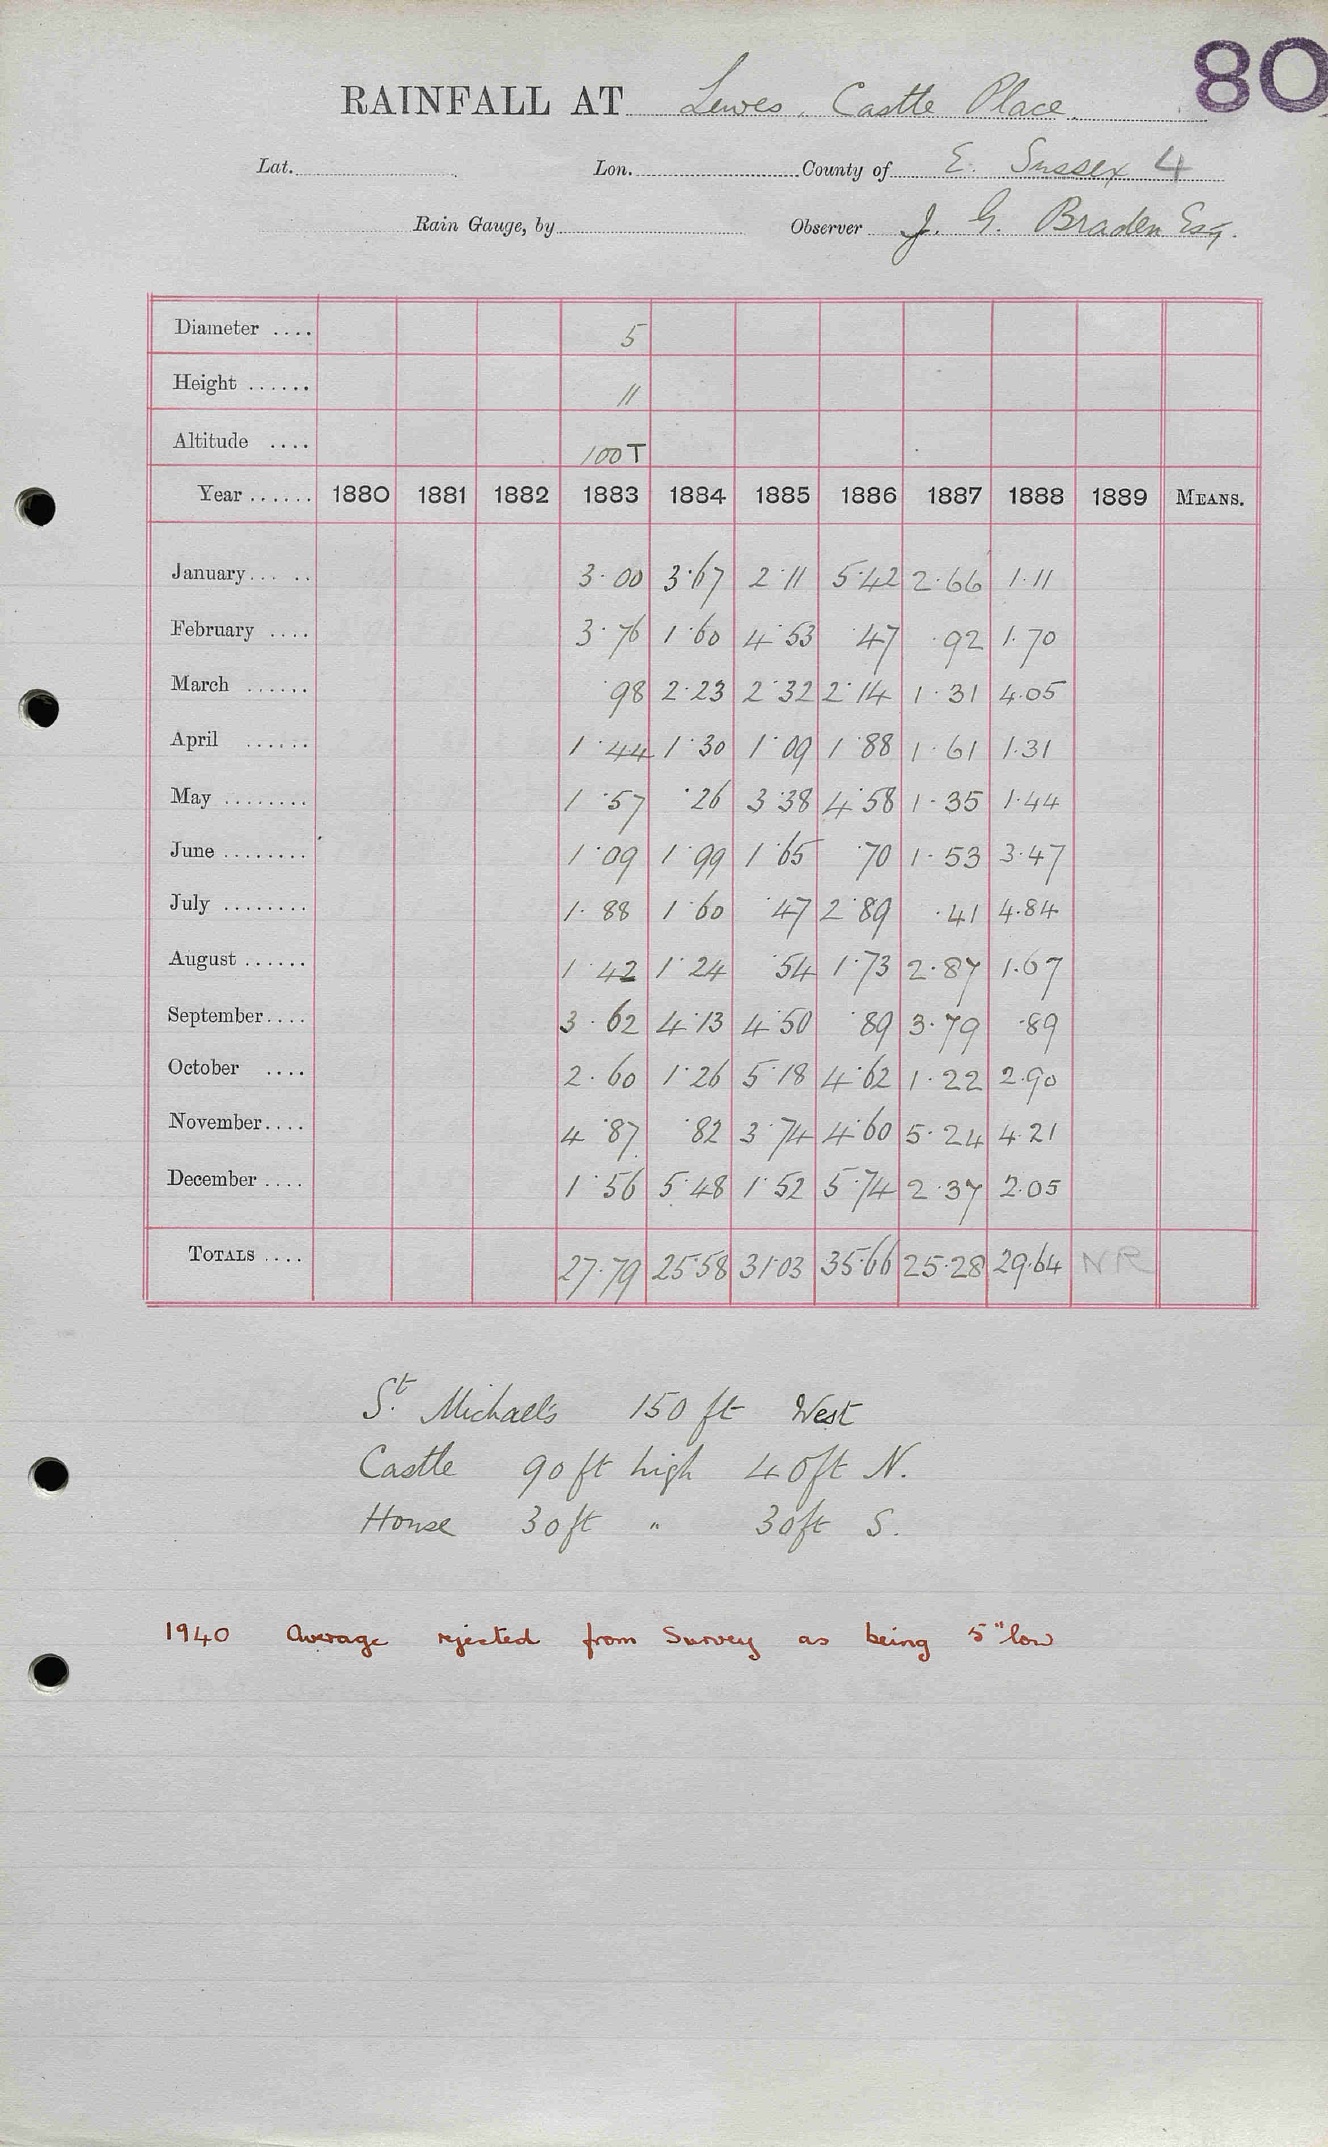 80
RAINFALL AT Lewes, Castle Place.
Lat. Lon. County of E. Sussex 4
Rain Gauge, by Observer J. G. Braden Esq.
Diameter .... 5
Height ...... 11
Altitude .... 100T
Year ...... 1880 1881 1882 1883 1884 1885 1886 1887 1888 1889 MEANS.
January ... .. 3·00 3·67 2·11 5·42 2·66 1·11
February .... 3·76 1·60 4·53 ·47 ·92 1·70
March ...... ·98 2·23 2·32 2·14 1·31 4·05
April ...... 1·44 1·30 1·09 1·88 1·61 1·31
May ........ 1·57 ·26 3·38 4·58 1·35 1·44
June ........ 1·09 1·99 1·65 ·70 1·53 3·47
July ........ 1·88 1·60 ·47 2·89 ·41 4·84
August ...... 1·42 1·24 ·54 1·73 2·87 1·67
September .... 3·62 4·13 4·50 ·89 3·79 ·89
October .... 2·60 1·26 5·18 4·62 1·22 2·90
November .... 4·87 ·82 3·74 4·60 5·24 4·21
December .... 1·56 5·48 1·52 5·74 2·37 2·05
TOTALS .... 27·79 25·58 31·03 35·66 25·28 29·64 NR
St. Michael's 150 ft West
Castle 90 ft high 40 ft N.
House 30 ft " 30 ft S.
1940 Average rejected from Survey as being 5" low